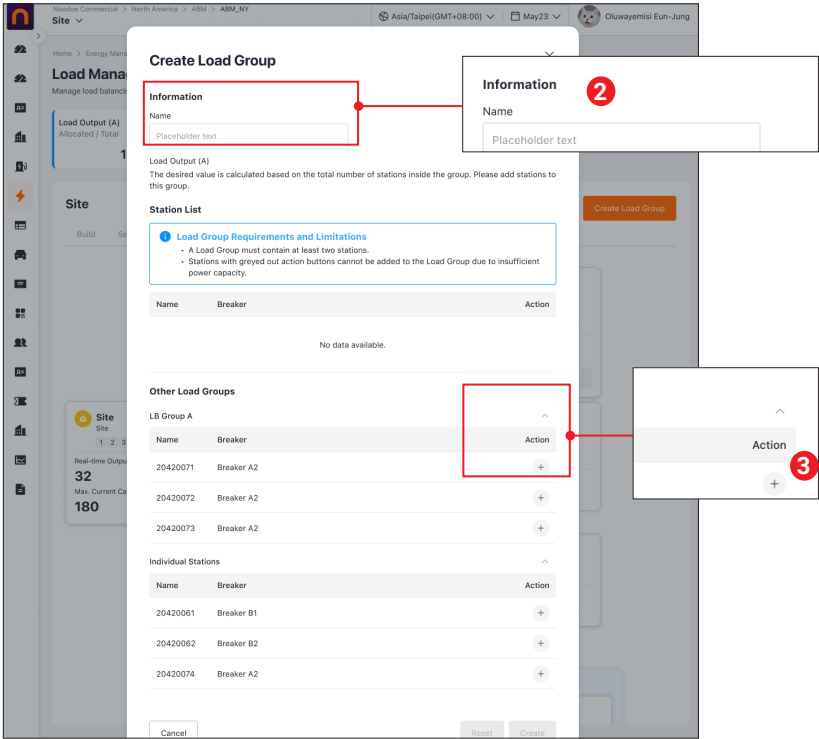 Noodoe Commercial > North America > ABM > ABM_NY
Site
Asia/Taipei(GMT+08:00)
May23
Oluwayemisi Eun-Jung
Home > Energy Mana
Load Mana
Manage load balancin
Load Output (A)
Allocated / Total
1
Site
Create Load Group
Build Se
Site
Site
1 2 3
Real-time Outpu
32
Max. Current Ca
180
Create Load Group
Information
Name
Placeholder text
Load Output (A)
The desired value is calculated based on the total number of stations inside the group. Please add stations to
this group.
Station List
Load Group Requirements and Limitations
• A Load Group must contain at least two stations.
• Stations with greyed out action buttons cannot be added to the Load Group due to insufficient
power capacity.
Name Breaker Action
No data available.
Other Load Groups
LB Group A
Name Breaker Action
20420071 Breaker A2 +
20420072 Breaker A2 +
20420073 Breaker A2 +
Individual Stations
Name Breaker Action
20420061 Breaker B1 +
20420062 Breaker B2 +
20420074 Breaker A2 +
Cancel Reset Create
Information 2
Name
Placeholder text
Action
3
+